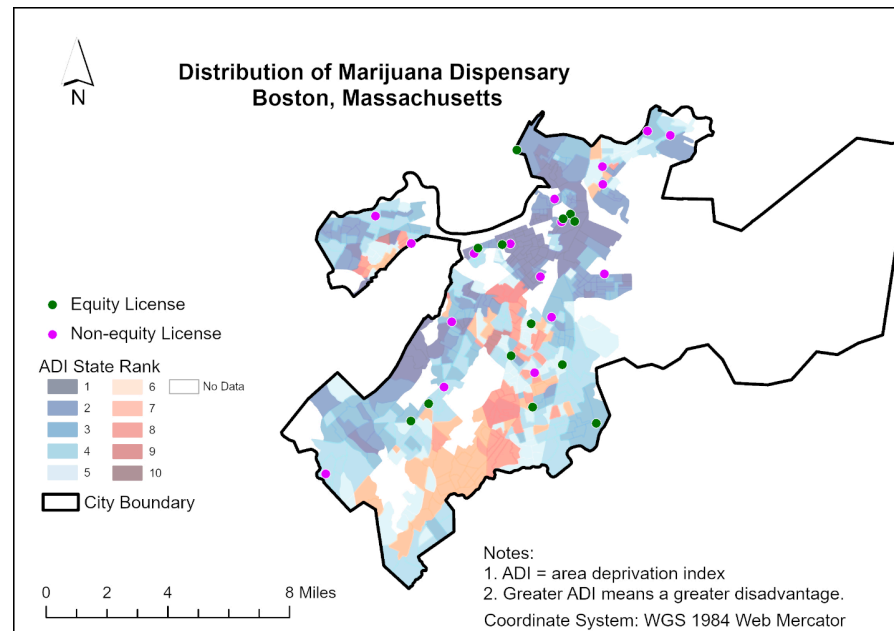 N
Distribution of Marijuana Dispensary
Boston, Massachusetts
Equity License
Non-equity License
ADI State Rank
1 6 No Data
2 7
3 8
4 9
5 10
City Boundary
0 2 4 8 Miles
Notes:
1. ADI = area deprivation index
2. Greater ADI means a greater disadvantage.
Coordinate System: WGS 1984 Web Mercator